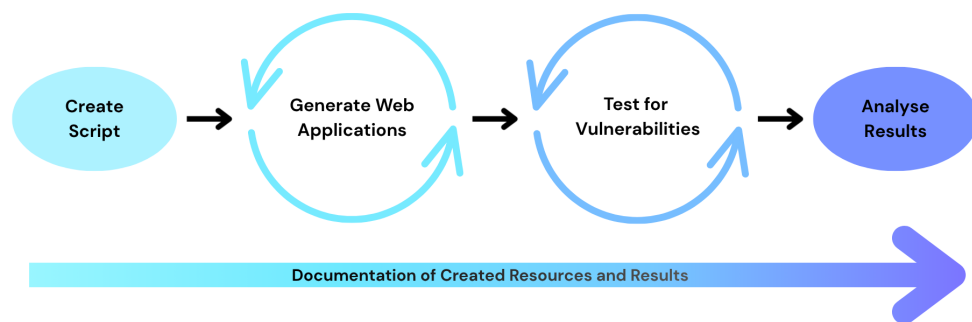 Create
Script
Generate Web
Applications
Test for
Vulnerabilities
Analyse
Results
Documentation of Created Resources and Results